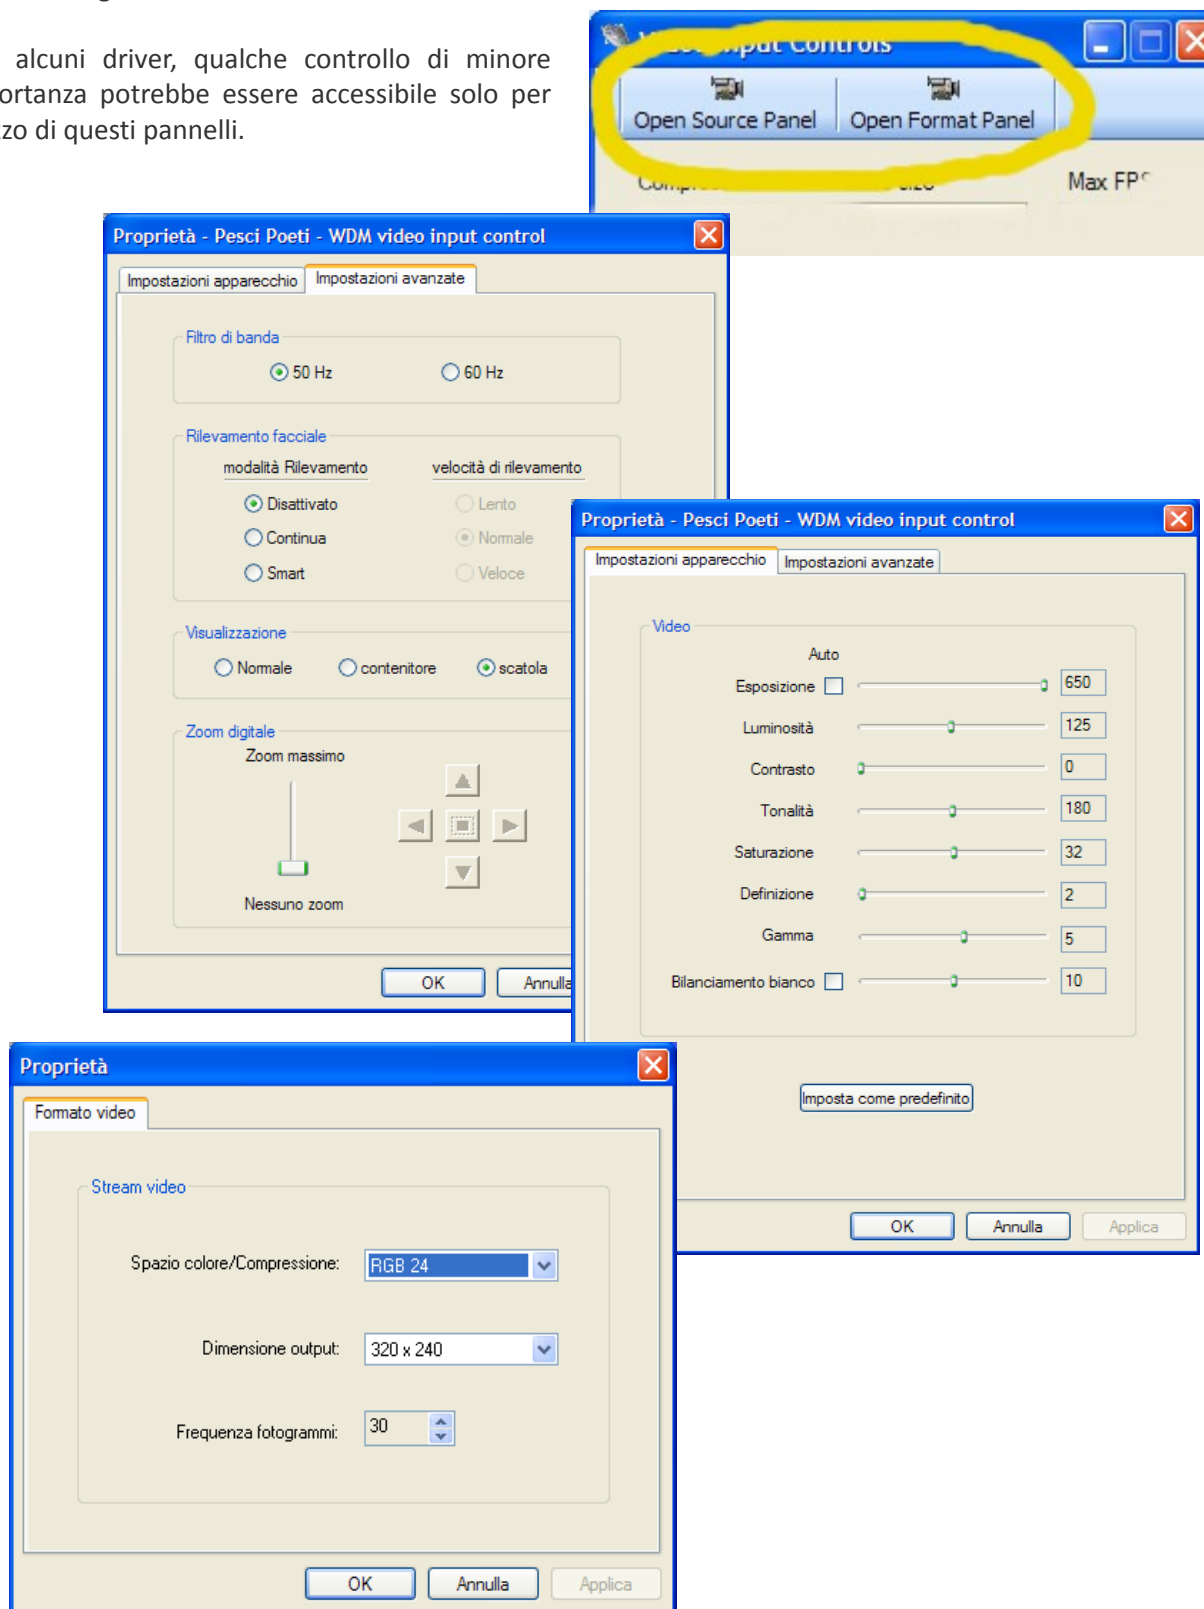 alcuni driver, qualche controllo di minore
potrebbe essere accessibile solo per
di questi pannelli.
Input Controls
Open Source Panel
Open Format Panel
Max
Proprietà - Pesci Poeti - WDM video input control
Impostazioni apparecchio
Impostazioni avanzate
Filtro di banda
50 Hz
60 Hz
Rilevamento facciale
modalità Rilevamento
velocità di rilevamento
Disattivato
Lento
Continua
Normale
Smart
Veloce
Visualizzazione
Normale
contenitore
scatola
Zoom digitale
Zoom massimo
Nessuno zoom
OK
Annulla
Proprietà - Pesci Poeti - WDM video input control
Impostazioni apparecchio
Impostazioni avanzate
Video
Auto
Esposizione 650
Luminosità 125
Contrasto 0
Tonalità 180
Saturazione 32
Definizione 2
Gamma 5
Bilanciamento bianco 10
Imposta come predefinito
OK
Annulla
Applica
Proprietà
Formato video
Stream video
Spazio colore/Compressione: RGB 24
Dimensione output: 320 x 240
Frequenza fotogrammi: 30
OK
Annulla
Applica